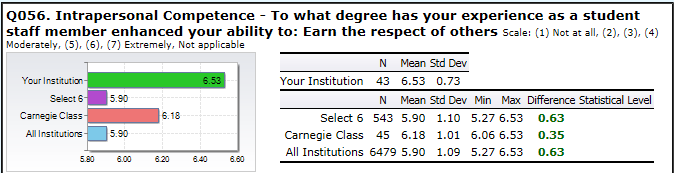 Q056. Intrapersonal Competence - To what degree has your experience as a student
staff member enhanced your ability to: Earn the respect of others Scale: (1) Not at all, (2), (3), (4)
Moderately, (5), (6), (7) Extremely, Not applicable
Your Institution 6.53
Select 6 5.90
Carnegie Class 6.18
All Institutions 5.90
5.80 6.00 6.20 6.40 6.60
N Mean Std Dev
Your Institution 43 6.53 0.73
N Mean Std Dev Min Max Difference Statistical Level
Select 6 543 5.90 1.10 5.27 6.53 0.63
Carnegie Class 45 6.18 1.01 6.06 6.53 0.35
All Institutions 6479 5.90 1.09 5.27 6.53 0.63